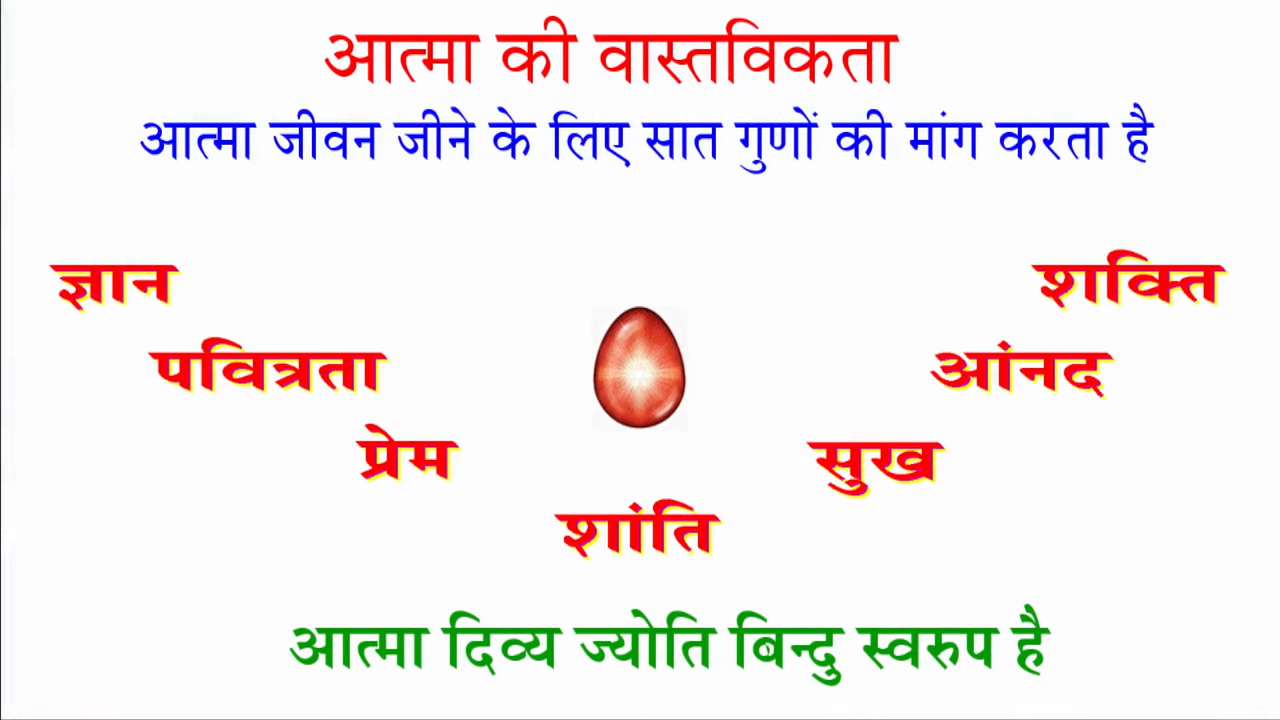 आत्मा की वास्तविकता
आत्मा जीवन जीने के लिए सात गुणों की मांग करता है
ज्ञान
पवित्रता
प्रेम
शांति
सुख
आंनद
शक्ति
आत्मा दिव्य ज्योति बिन्दु स्वरुप है